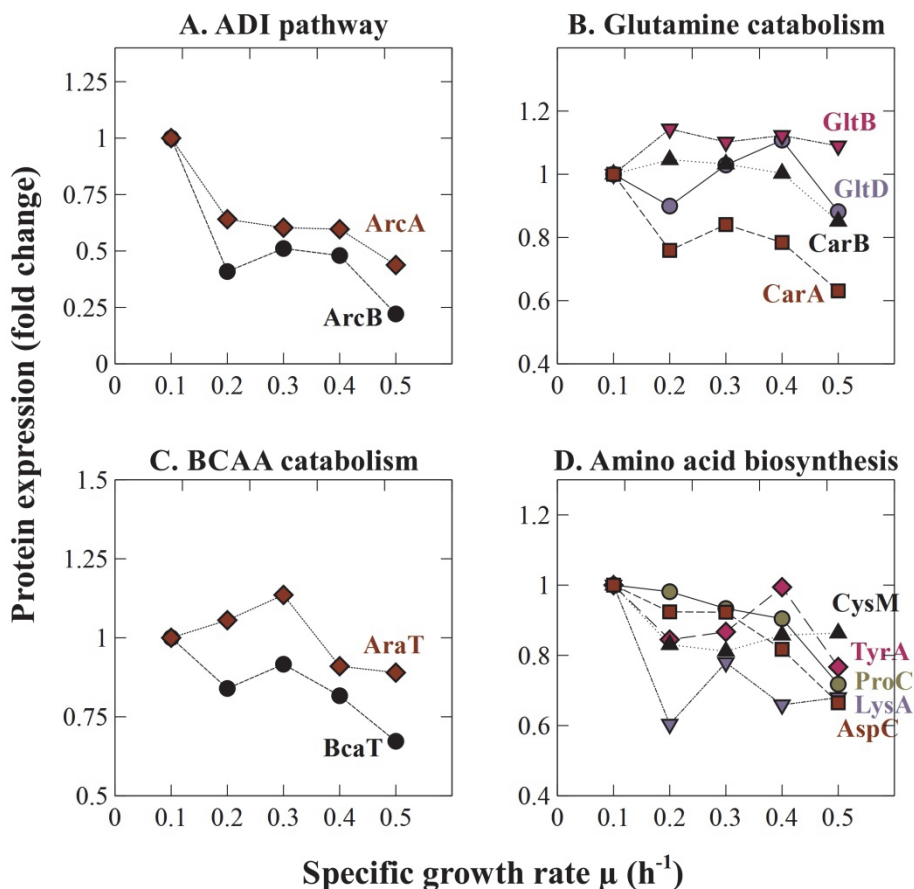 A. ADI pathway
1.25
1
0.75
0.5
0.25
0
ArcA
ArcB
0 0.1 0.2 0.3 0.4 0.5
B. Glutamine catabolism
1.2
1
0.8
0.6
0.4
GltB
GltD
CarB
CarA
0 0.1 0.2 0.3 0.4 0.5
Protein expression (fold change)
C. BCAA catabolism
1.5
1.25
1
0.75
0.5
AraT
BcaT
0 0.1 0.2 0.3 0.4 0.5
D. Amino acid biosynthesis
1.2
1
0.8
0.6
0.4
CysM
TyrA
ProC
LysA
AspC
0 0.1 0.2 0.3 0.4 0.5
Specific growth rate μ (h⁻¹)